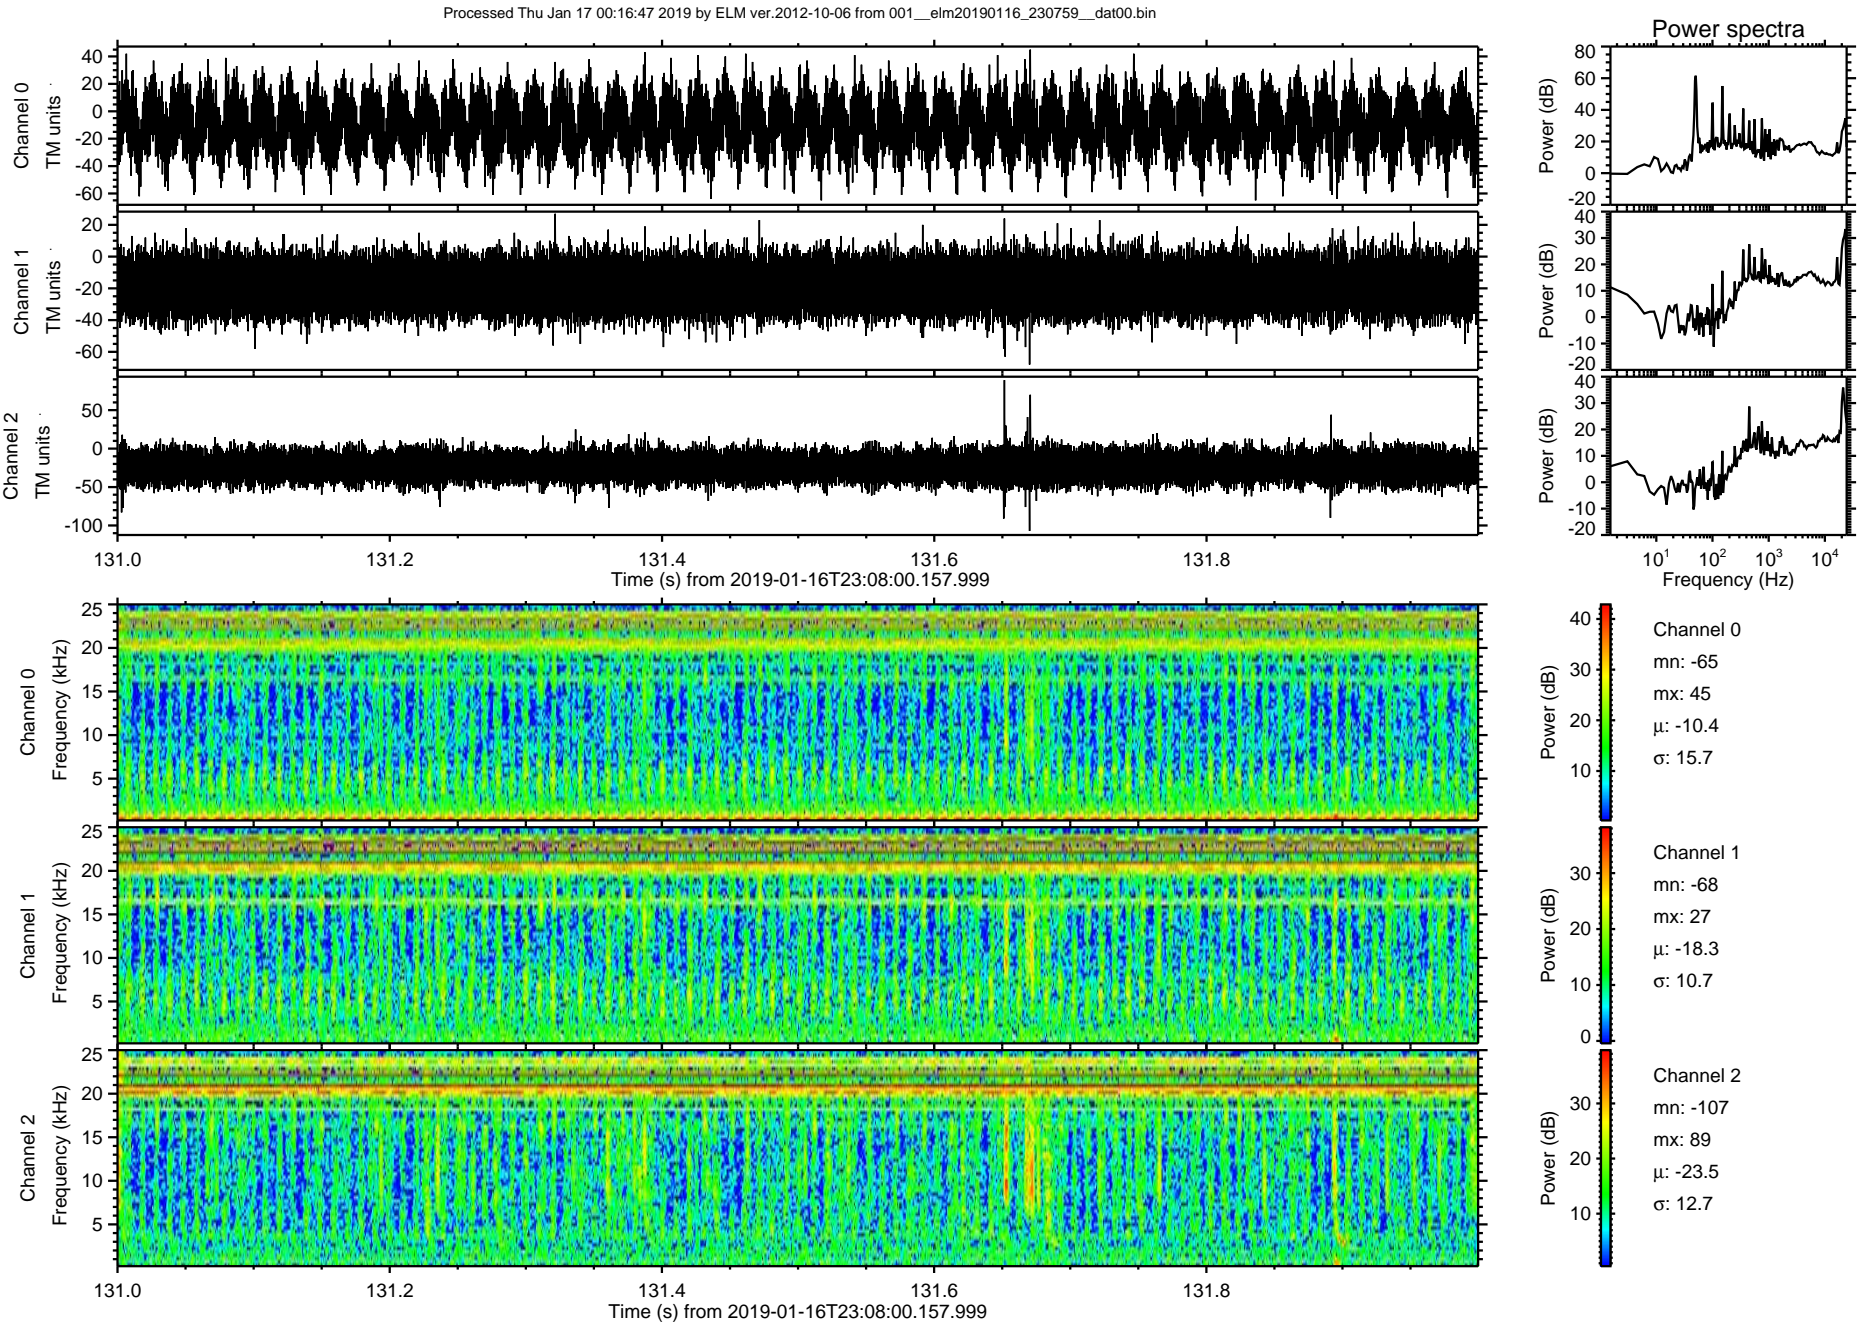 Processed Thu Jan 17 00:16:47 2019 by ELM ver.2012-10-06 from 001__elm20190116_230759__dat00.bin
Power spectra
Channel 0
TM units
40
20
0
-20
-40
-60
Power (dB)
80
60
40
20
0
-20
Channel 1
TM units
20
0
-20
-40
-60
Power (dB)
40
30
20
10
0
-10
-20
Channel 2
TM units
50
0
-50
-100
Power (dB)
40
30
20
10
0
-10
-20
131.0 131.2 131.4 131.6 131.8
Time (s) from 2019-01-16T23:08:00.157.999
10¹ 10² 10³ 10⁴
Frequency (Hz)
Channel 0
Frequency (kHz)
25
20
15
10
5
Power (dB)
40
30
20
10
Channel 0
mn: -65
mx: 45
μ: -10.4
σ: 15.7
Channel 1
Frequency (kHz)
25
20
15
10
5
Power (dB)
30
20
10
0
Channel 1
mn: -68
mx: 27
μ: -18.3
σ: 10.7
Channel 2
Frequency (kHz)
25
20
15
10
5
Power (dB)
30
20
10
Channel 2
mn: -107
mx: 89
μ: -23.5
σ: 12.7
131.0 131.2 131.4 131.6 131.8
Time (s) from 2019-01-16T23:08:00.157.999